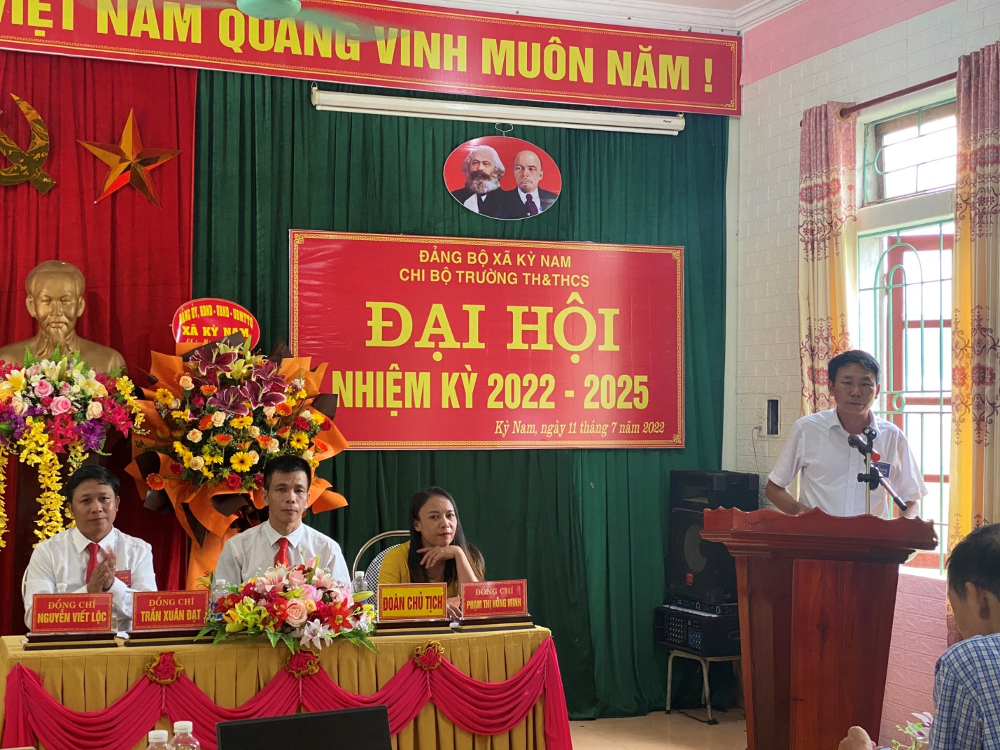 VIỆT NAM QUANG VINH MUÔN NĂM !
ĐẢNG BỘ XÃ KỲ NAM
CHI BỘ TRƯỜNG TH&THCS
ĐẠI HỘI
NHIỆM KỲ 2022 - 2025
Kỳ Nam, ngày 11 tháng 7 năm 2022
ĐẢNG ỦY, HĐND - UBND - UBMTTQ
XÃ KỲ NAM
ĐỒNG CHÍ
NGUYỄN VIẾT LỘC
ĐỒNG CHÍ
TRẦN XUÂN ĐẠT
ĐOÀN CHỦ TỊCH
ĐỒNG CHÍ
PHẠM THỊ HỒNG MINH